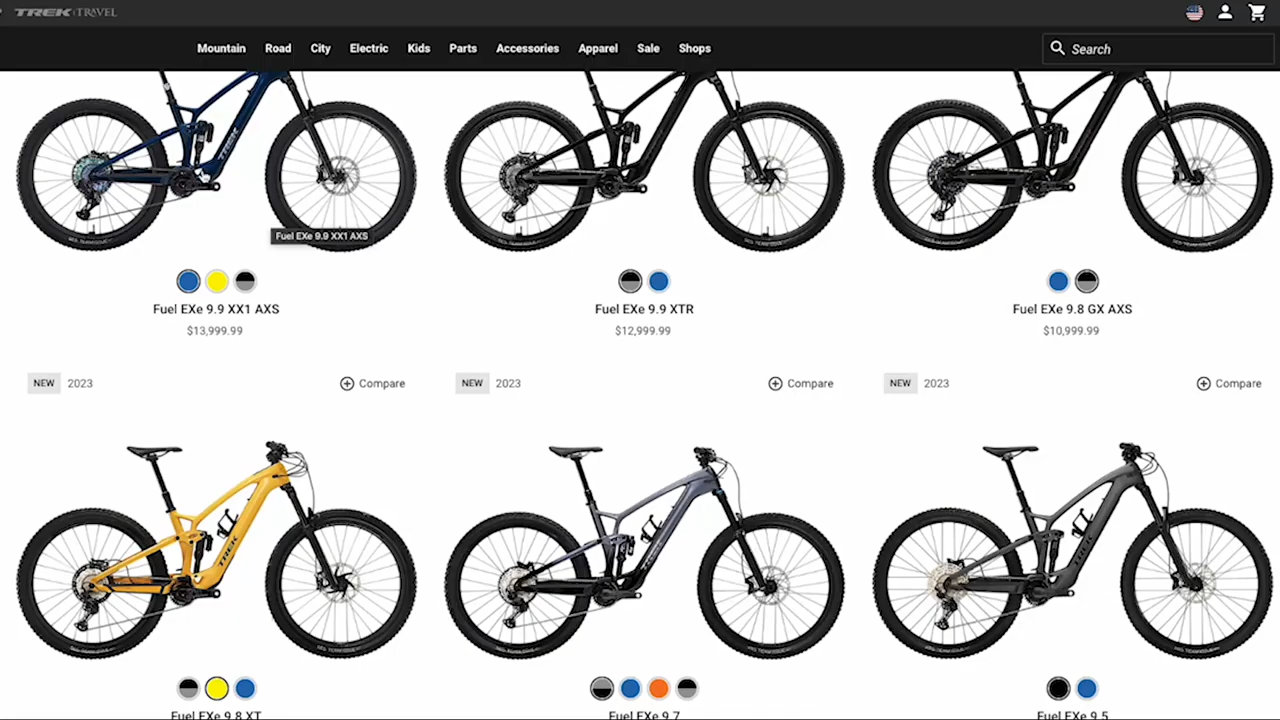 TREK TRAVEL
Mountain Road City Electric Kids Parts Accessories Apparel Sale Shops
Search
TREK
Fuel EXe 9.9 XX1 AXS
Fuel EXe 9.9 XX1 AXS
$13,999.99
Fuel EXe 9.9 XTR
$12,999.99
Fuel EXe 9.8 GX AXS
$10,999.99
NEW 2023 Compare
NEW 2023 Compare
NEW 2023 Compare
TREK
TREK
Fuel EXe 9.8 XT
Fuel EXe 9.7
Fuel EXe 9.5